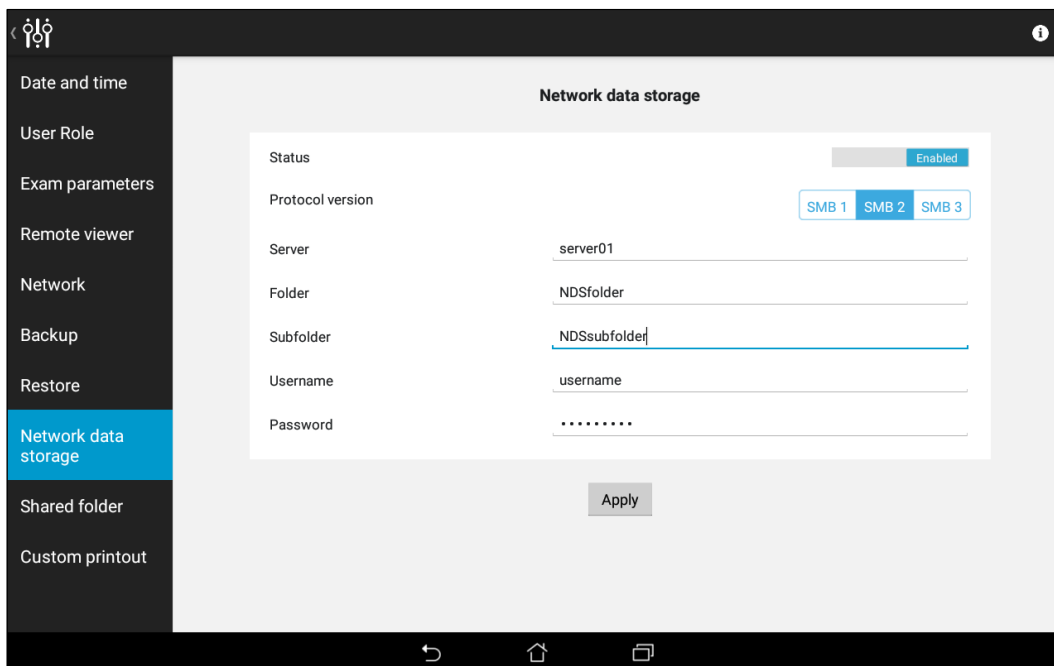 Date and time
User Role
Exam parameters
Remote viewer
Network
Backup
Restore
Network data
storage
Shared folder
Custom printout
Network data storage
Status
Enabled
Protocol version
SMB 1 SMB 2 SMB 3
Server
server01
Folder
NDSfolder
Subfolder
NDSsubfolder
Username
username
Password
•••••••••
Apply